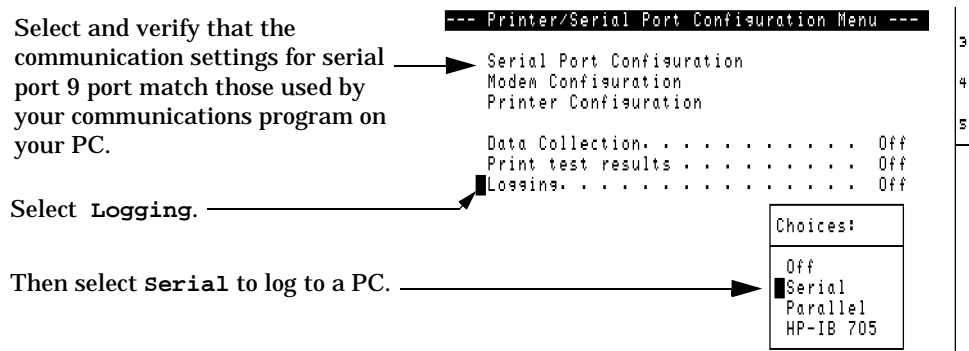 Select and verify that the
communication settings for serial
port 9 port match those used by
your communications program on
your PC.
Select Logging.
Then select Serial to log to a PC.
--- Printer/Serial Port Configuration Menu ---
Serial Port Configuration
Modem Configuration
Printer Configuration
Data Collection. . . . . . . . . . . Off
Print test results . . . . . . . . . . Off
Logging. . . . . . . . . . . . . . . Off
Choices:
Off
Serial
Parallel
HP-IB 705
3
4
5